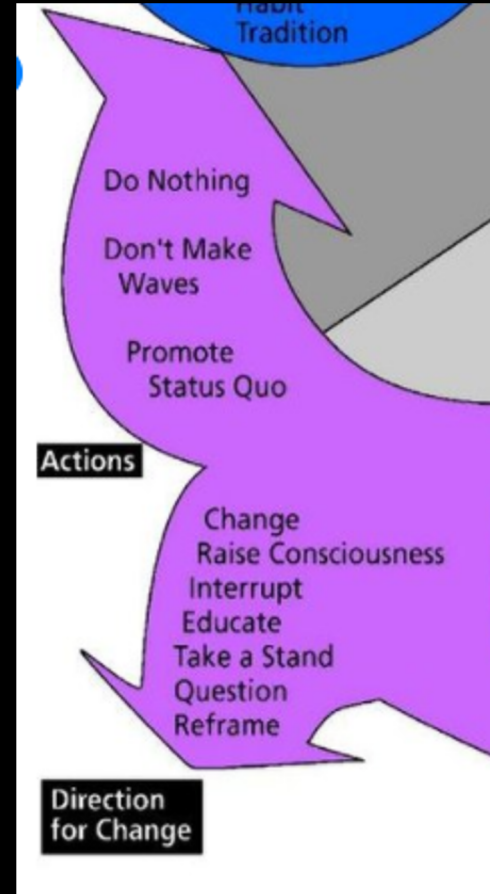 Habit
Tradition
Do Nothing
Don't Make
Waves
Promote
Status Quo
Actions
Change
Raise Consciousness
Interrupt
Educate
Take a Stand
Question
Reframe
Direction
for Change